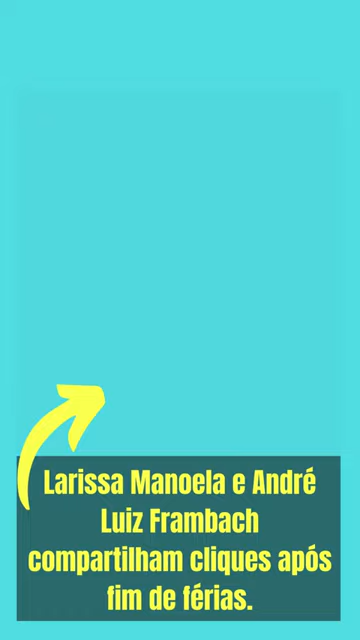 Larissa Manoela e André
Luiz Frambach
compartilham cliques após
fim de férias.